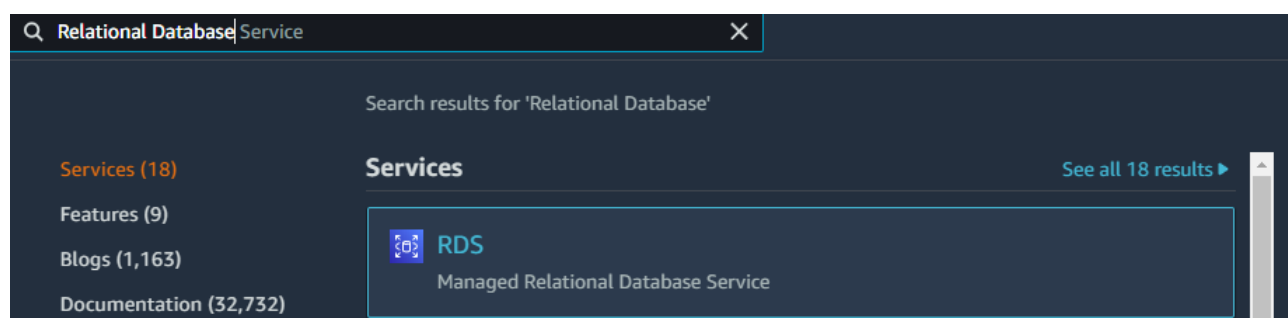 Relational Database Service
Search results for 'Relational Database'
Services (18)
Features (9)
Blogs (1,163)
Documentation (32,732)
Services
See all 18 results
RDS
Managed Relational Database Service